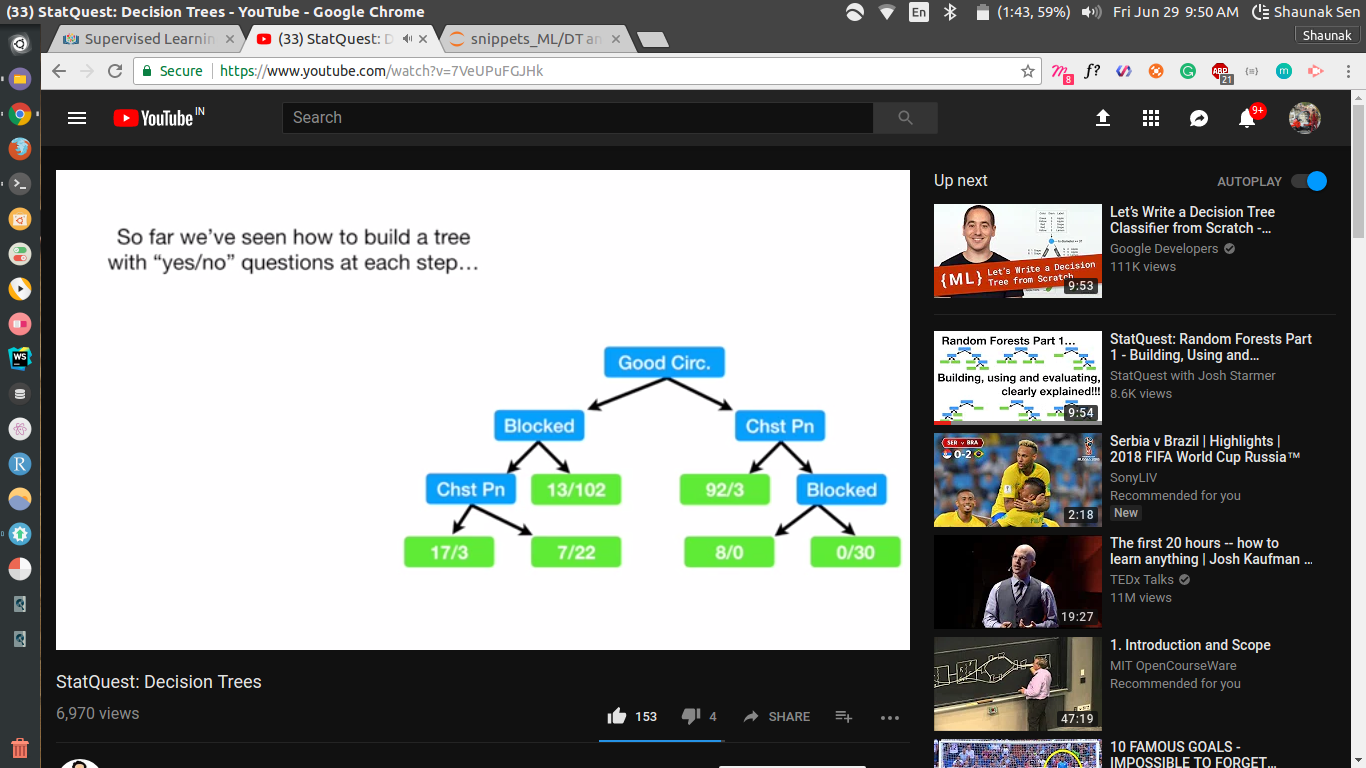 (33) StatQuest: Decision Trees - YouTube - Google Chrome
En
(1:43, 59%)
Fri Jun 29 9:50 AM
Shaunak Sen
Supervised Learnin
(33) StatQuest: D
snippets_ML/DT an
Shaunak
Secure
https://www.youtube.com/watch?v=7VeUPuFGJHk
8
f?
ABP
21
m
YouTube IN
Search
9+
So far we've seen how to build a tree
with "yes/no" questions at each step...
Good Circ.
Blocked
Chst Pn
Chst Pn
13/102
92/3
Blocked
17/3
7/22
8/0
0/30
StatQuest: Decision Trees
6,970 views
153
4
SHARE
Up next
AUTOPLAY
{ML} Let's Write a Decision
Tree from Scratch
9:53
Let's Write a Decision Tree
Classifier from Scratch -...
Google Developers
111K views
Random Forests Part 1...
Building, using and evaluating,
clearly explained!!!
9:54
StatQuest: Random Forests Part
1 - Building, Using and...
StatQuest with Josh Starmer
8.6K views
SER v BRA
0-2
2:18
Serbia v Brazil | Highlights |
2018 FIFA World Cup Russia™
SonyLIV
Recommended for you
New
19:27
The first 20 hours -- how to
learn anything | Josh Kaufman ...
TEDx Talks
11M views
47:19
1. Introduction and Scope
MIT OpenCourseWare
Recommended for you
10 FAMOUS GOALS -
IMPOSSIBLE TO FORGET...
WS
R